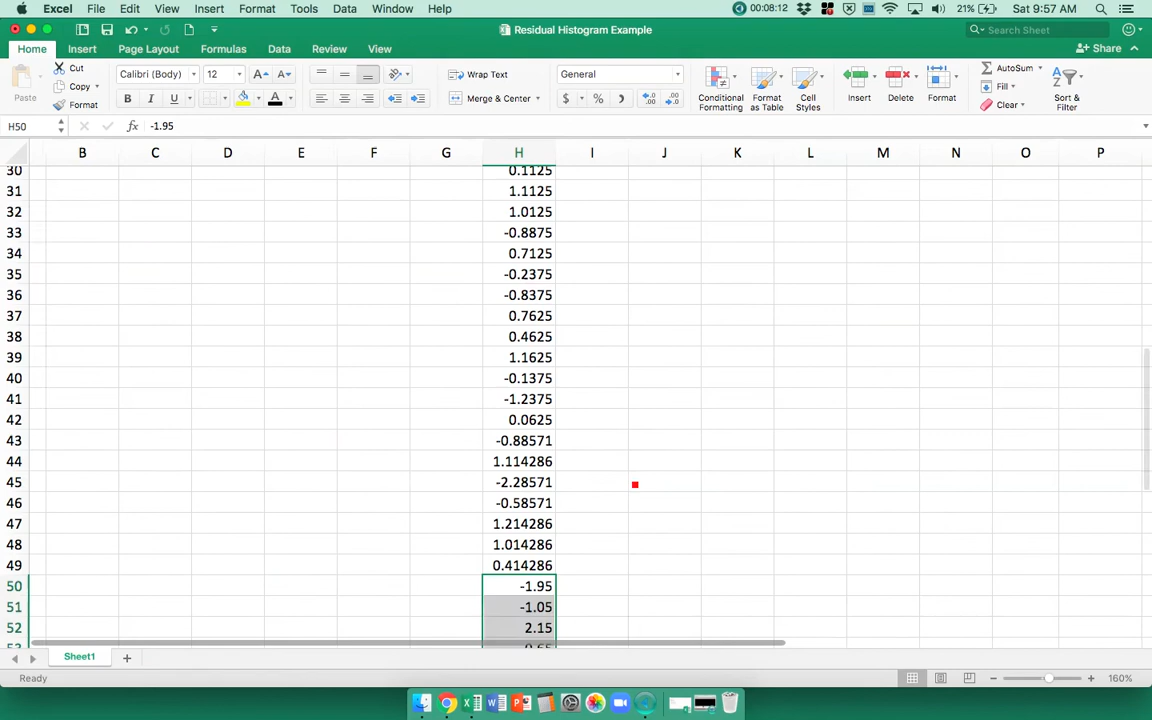 Excel File Edit View Insert Format Tools Data Window Help 00:08:12 21% Sat 9:57 AM
Residual Histogram Example
Search Sheet
Home Insert Page Layout Formulas Data Review View
Share
Paste
Cut
Copy
Format
Calibri (Body) 12 A A
B I U A
Wrap Text
Merge & Center
General
$ % )
Conditional Formatting
Format as Table
Cell Styles
Insert
Delete
Format
AutoSum
Fill
Clear
Sort & Filter
H50 fx -1.95
B C D E F G H I J K L M N O P
30 0.1125
31 1.1125
32 1.0125
33 -0.8875
34 0.7125
35 -0.2375
36 -0.8375
37 0.7625
38 0.4625
39 1.1625
40 -0.1375
41 -1.2375
42 0.0625
43 -0.88571
44 1.114286
45 -2.28571
46 -0.58571
47 1.214286
48 1.014286
49 0.414286
50 -1.95
51 -1.05
52 2.15
Sheet1
Ready 160%